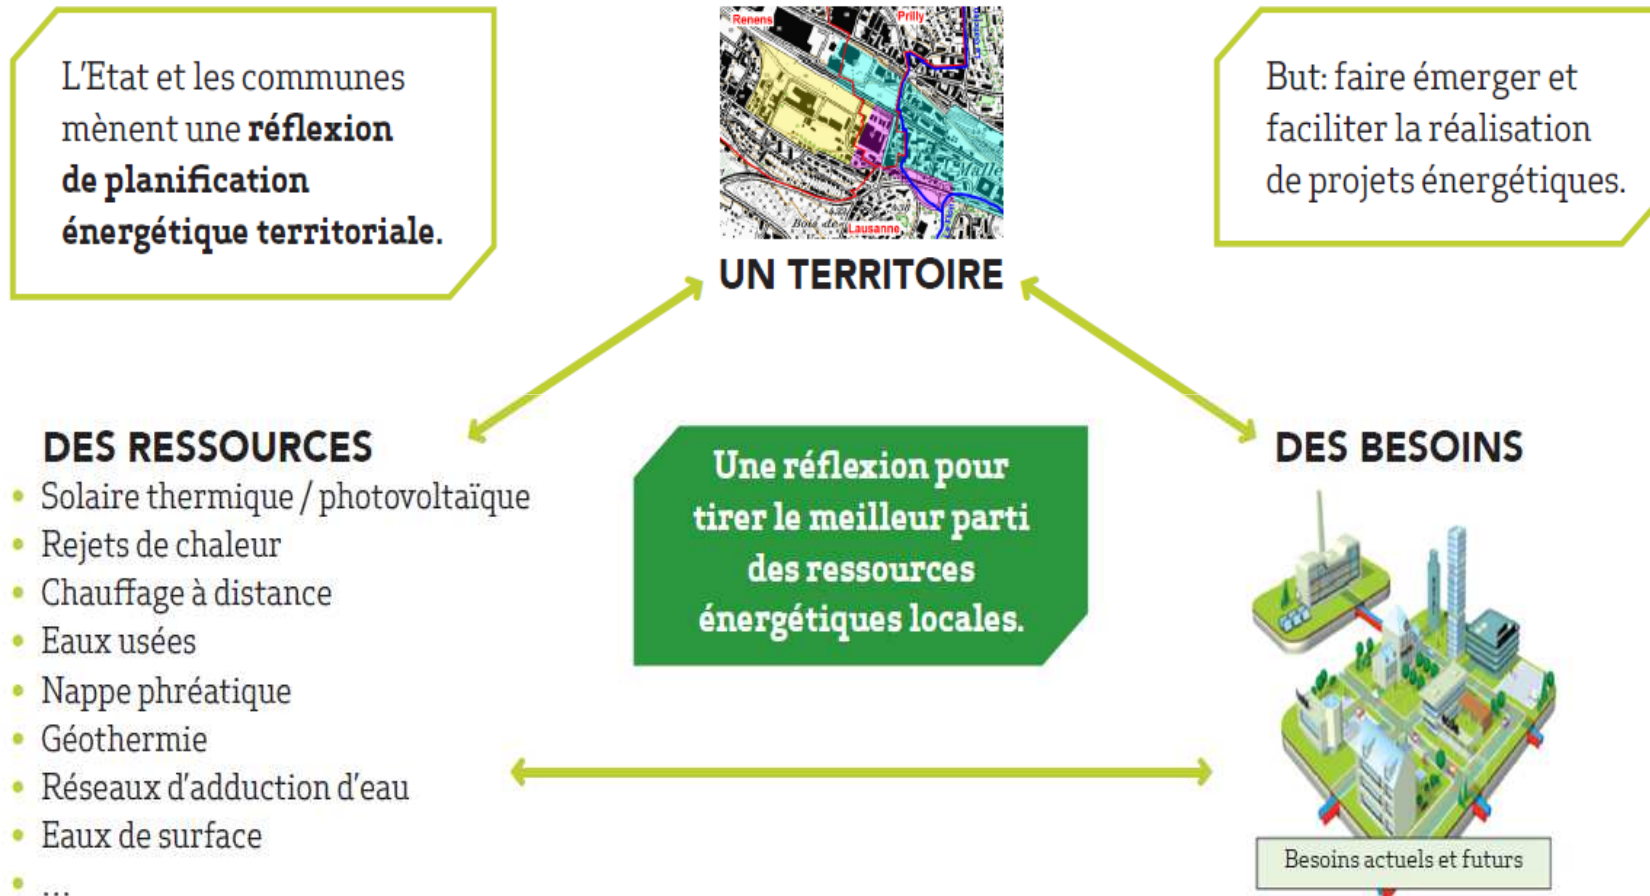 L'Etat et les communes
mènent une réflexion
de planification
énergétique territoriale.
Renens
Prilly
Malle
Bois de
Lausanne
UN TERRITOIRE
But: faire émerger et
faciliter la réalisation
de projets énergétiques.
DES RESSOURCES
• Solaire thermique / photovoltaïque
• Rejets de chaleur
• Chauffage à distance
• Eaux usées
• Nappe phréatique
• Géothermie
• Réseaux d'adduction d'eau
• Eaux de surface
• ...
Une réflexion pour
tirer le meilleur parti
des ressources
énergétiques locales.
DES BESOINS
Besoins actuels et futurs